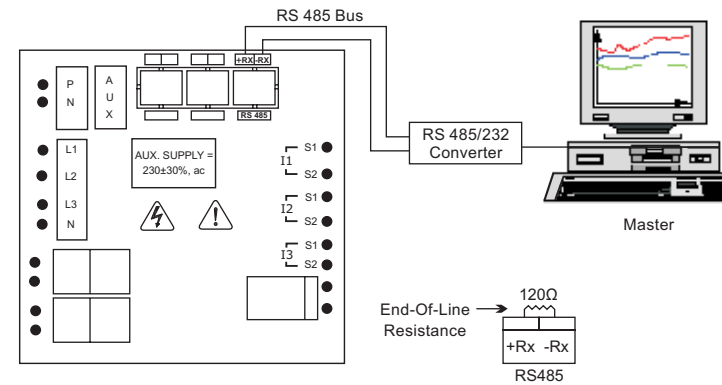 RS 485 Bus
+RX -RX
P
N
A
U
X
RS 485
L1
L2
L3
N
AUX. SUPPLY =
230±30%, ac
I1
S1
S2
I2
S1
S2
I3
S1
S2
RS 485/232
Converter
Master
End-Of-Line
Resistance
120Ω
+Rx -Rx
RS485